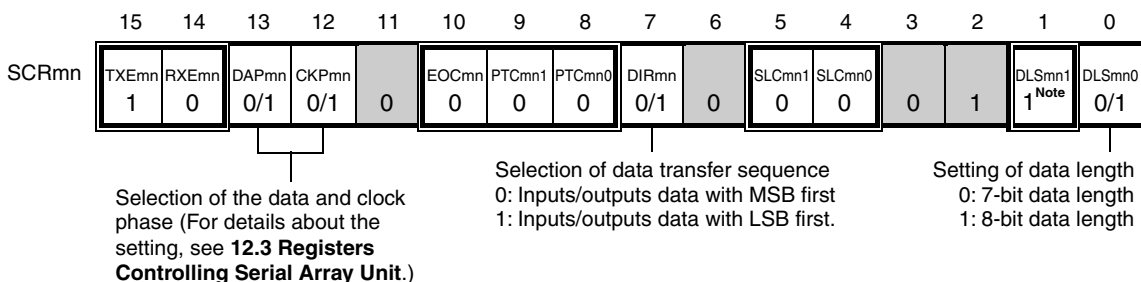 15 14 13 12 11 10 9 8 7 6 5 4 3 2 1 0
SCRmn TXEmn RXEmn DAPmn CKPmn EOCmn PTCmn1 PTCmn0 DIRmn SLCmn1 SLCmn0 DLSmn1 DLSmn0
1 0 0/1 0/1 0 0 0 0 0/1 0 0 0 0 1 1Note 0/1
Selection of the data and clock
phase (For details about the
setting, see 12.3 Registers
Controlling Serial Array Unit.)
Selection of data transfer sequence
0: Inputs/outputs data with MSB first
1: Inputs/outputs data with LSB first.
Setting of data length
0: 7-bit data length
1: 8-bit data length